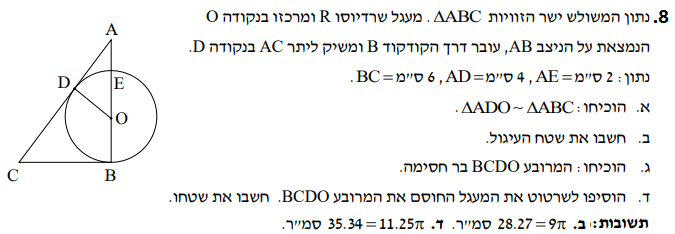 8. נתון המשולש ישר הזוויות ΔABC. מעגל שרדיוסו R ומרכזו בנקודה O
הנמצאת על הניצב AB, עובר דרך הקודקוד B ומשיק ליתר AC בנקודה D.
נתון: 2 ס״מ=AE, 4 ס״מ=AD, 6 ס״מ=BC.
א. הוכיחו: ΔADO ~ ΔABC.
ב. חשבו את שטח העיגול.
ג. הוכיחו: המרובע BCDO בר חסימה.
ד. הוסיפו לשרטוט את המעגל החוסם את המרובע BCDO. חשבו את שטחו.
תשובות: ב. 28.27=9π סמ״ר. ד. 35.34=11.25π סמ״ר.
A
D
E
O
C
B